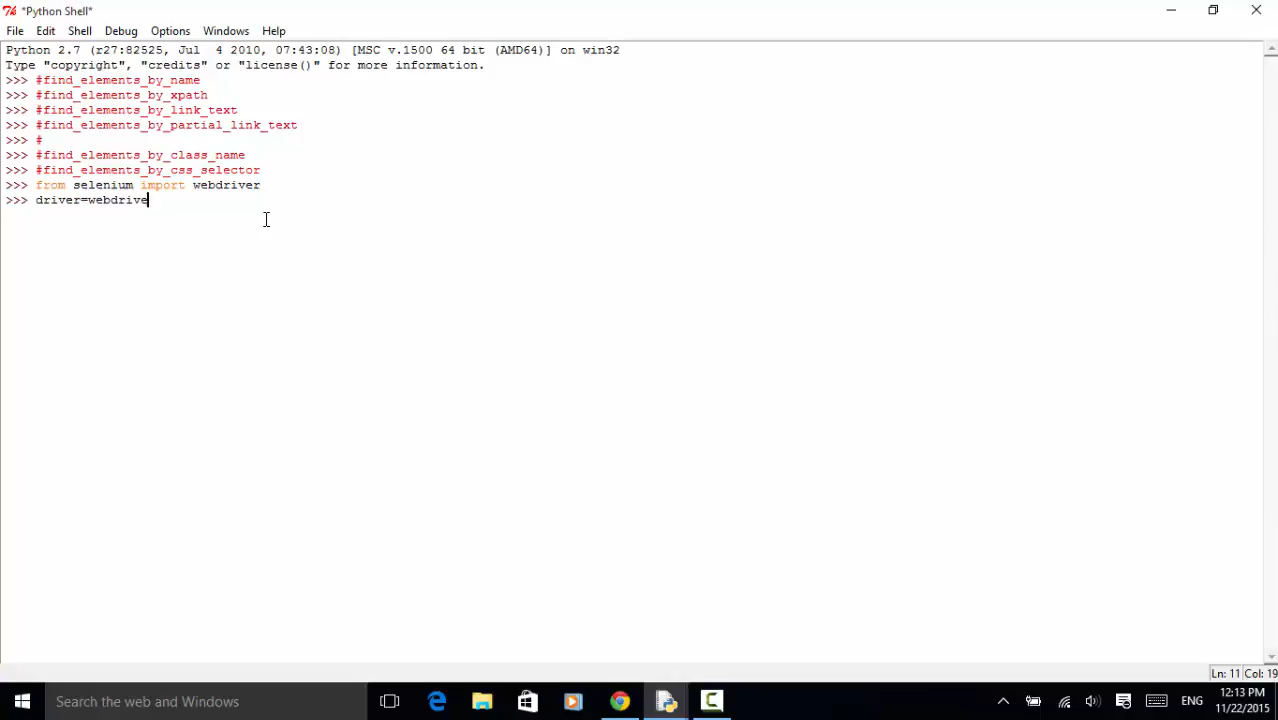 *Python Shell*
File Edit Shell Debug Options Windows Help
Python 2.7 (r27:82525, Jul  4 2010, 07:43:08) [MSC v.1500 64 bit (AMD64)] on win32
Type "copyright", "credits" or "license()" for more information.
>>> #find_elements_by_name
>>> #find_elements_by_xpath
>>> #find_elements_by_link_text
>>> #find_elements_by_partial_link_text
>>> #
>>> #find_elements_by_class_name
>>> #find_elements_by_css_selector
>>> from selenium import webdriver
>>> driver=webdrive
Ln: 11 Col: 19
Search the web and Windows
ENG
12:13 PM
11/22/2015